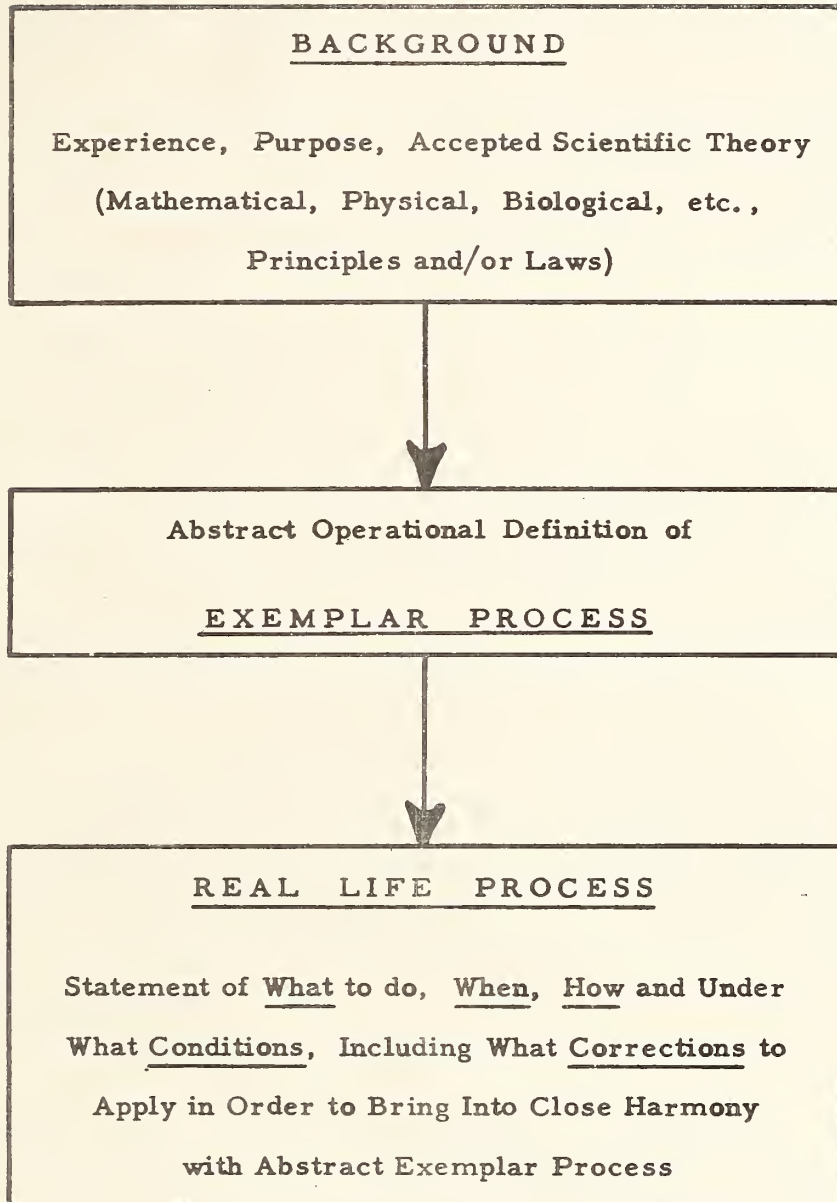 BACKGROUND
Experience, Purpose, Accepted Scientific Theory
(Mathematical, Physical, Biological, etc.,
Principles and/or Laws)
Abstract Operational Definition of
EXEMPLAR PROCESS
REAL LIFE PROCESS
Statement of What to do, When, How and Under
What Conditions, Including What Corrections to
Apply in Order to Bring Into Close Harmony
with Abstract Exemplar Process